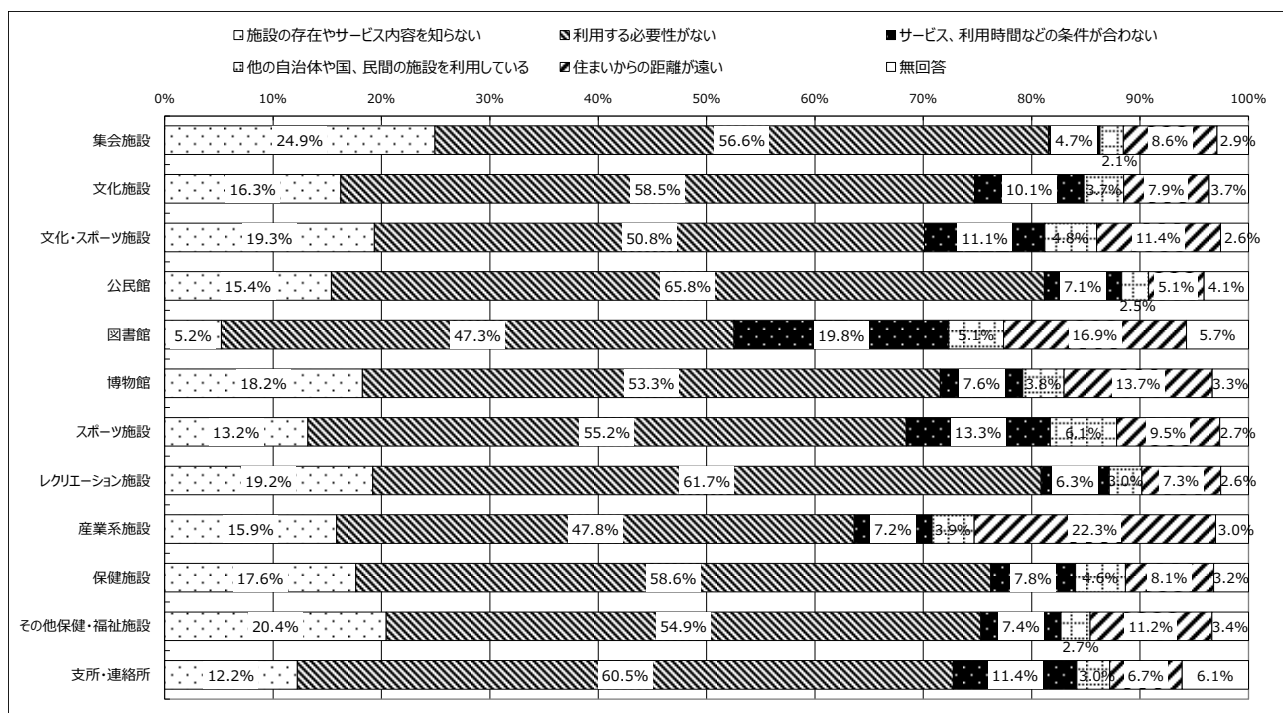 施設の存在やサービス内容を知らない 利用する必要性がない サービス、利用時間などの条件が合わない
他の自治体や国、民間の施設を利用している 住まいからの距離が遠い 無回答
0% 10% 20% 30% 40% 50% 60% 70% 80% 90% 100%
集会施設 24.9% 56.6% 4.7% 2.1% 8.6% 2.9%
文化施設 16.3% 58.5% 10.1% 3.7% 7.9% 3.7%
文化・スポーツ施設 19.3% 50.8% 11.1% 4.8% 11.4% 2.6%
公民館 15.4% 65.8% 7.1% 2.5% 5.1% 4.1%
図書館 5.2% 47.3% 19.8% 5.1% 16.9% 5.7%
博物館 18.2% 53.3% 7.6% 3.8% 13.7% 3.3%
スポーツ施設 13.2% 55.2% 13.3% 6.1% 9.5% 2.7%
レクリエーション施設 19.2% 61.7% 6.3% 3.0% 7.3% 2.6%
産業系施設 15.9% 47.8% 7.2% 3.9% 22.3% 3.0%
保健施設 17.6% 58.6% 7.8% 4.6% 8.1% 3.2%
その他保健・福祉施設 20.4% 54.9% 7.4% 2.7% 11.2% 3.4%
支所・連絡所 12.2% 60.5% 11.4% 3.0% 6.7% 6.1%